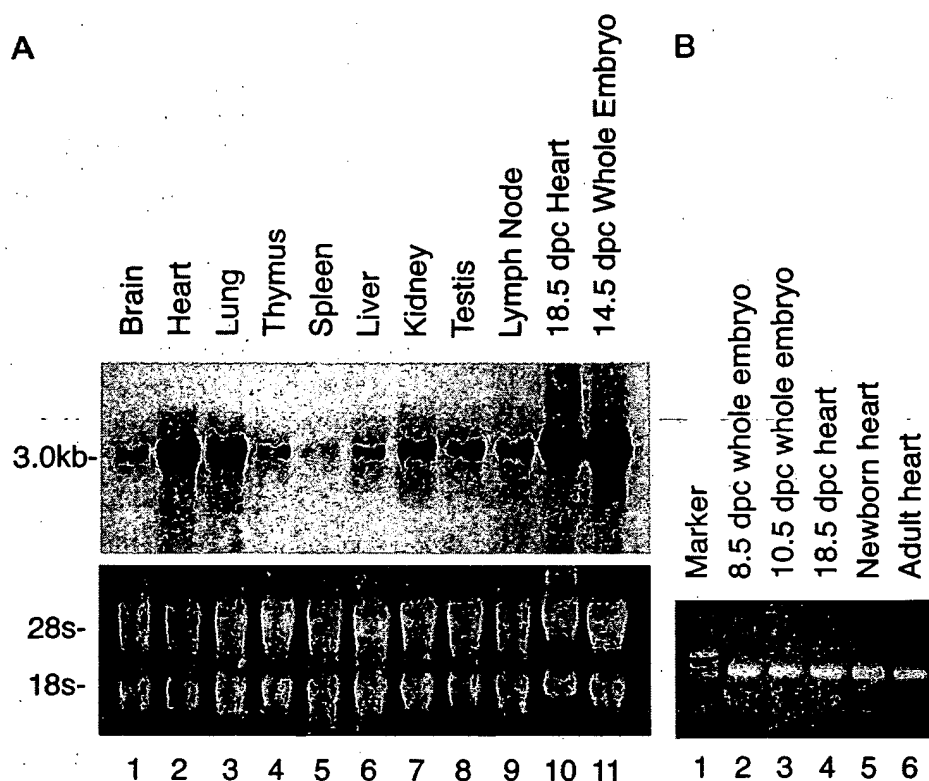 A
B
Brain
Heart
Lung
Thymus
Spleen
Liver
Kidney
Testis
Lymph Node
18.5 dpc Heart
14.5 dpc Whole Embryo
3.0kb-
28s-
18s-
1 2 3 4 5 6 7 8 9 10 11
Marker
8.5 dpc whole embryo
10.5 dpc whole embryo
18.5 dpc heart
Newborn heart
Adult heart
1 2 3 4 5 6